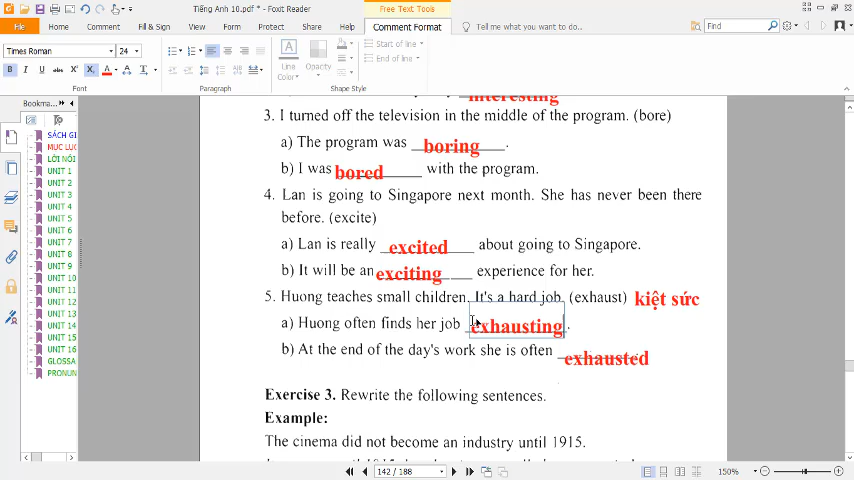 Tiếng Anh 10.pdf * - Foxit Reader
Free Text Tools
File Home Comment Fill & Sign View Form Protect Share Help Comment Format Tell me what you want to do... Find
Times Roman 24 Start of line
End of line
Line Color Opacity
Font Paragraph Shape Style
Bookma...
interesting
SÁCH GI
MUC LUC
LỜI NÓI
UNIT 1
UNIT 2
UNIT 3
UNIT 4
UNIT 5
UNIT 6
UNIT 7
UNIT 8
UNIT 9
UNIT 10
UNIT 11
UNIT 12
UNIT 13
UNIT 14
UNIT 15
UNIT 16
GLOSSA
PRONUN
3. I turned off the television in the middle of the program. (bore)
a) The program was boring.
b) I was bored with the program.
4. Lan is going to Singapore next month. She has never been there
before. (excite)
a) Lan is really excited about going to Singapore.
b) It will be an exciting experience for her.
5. Huong teaches small children. It's a hard job. (exhaust) kiệt sức
a) Huong often finds her job exhausting.
b) At the end of the day's work she is often exhausted
Exercise 3. Rewrite the following sentences.
Example:
The cinema did not become an industry until 1915.
142 / 188
150%